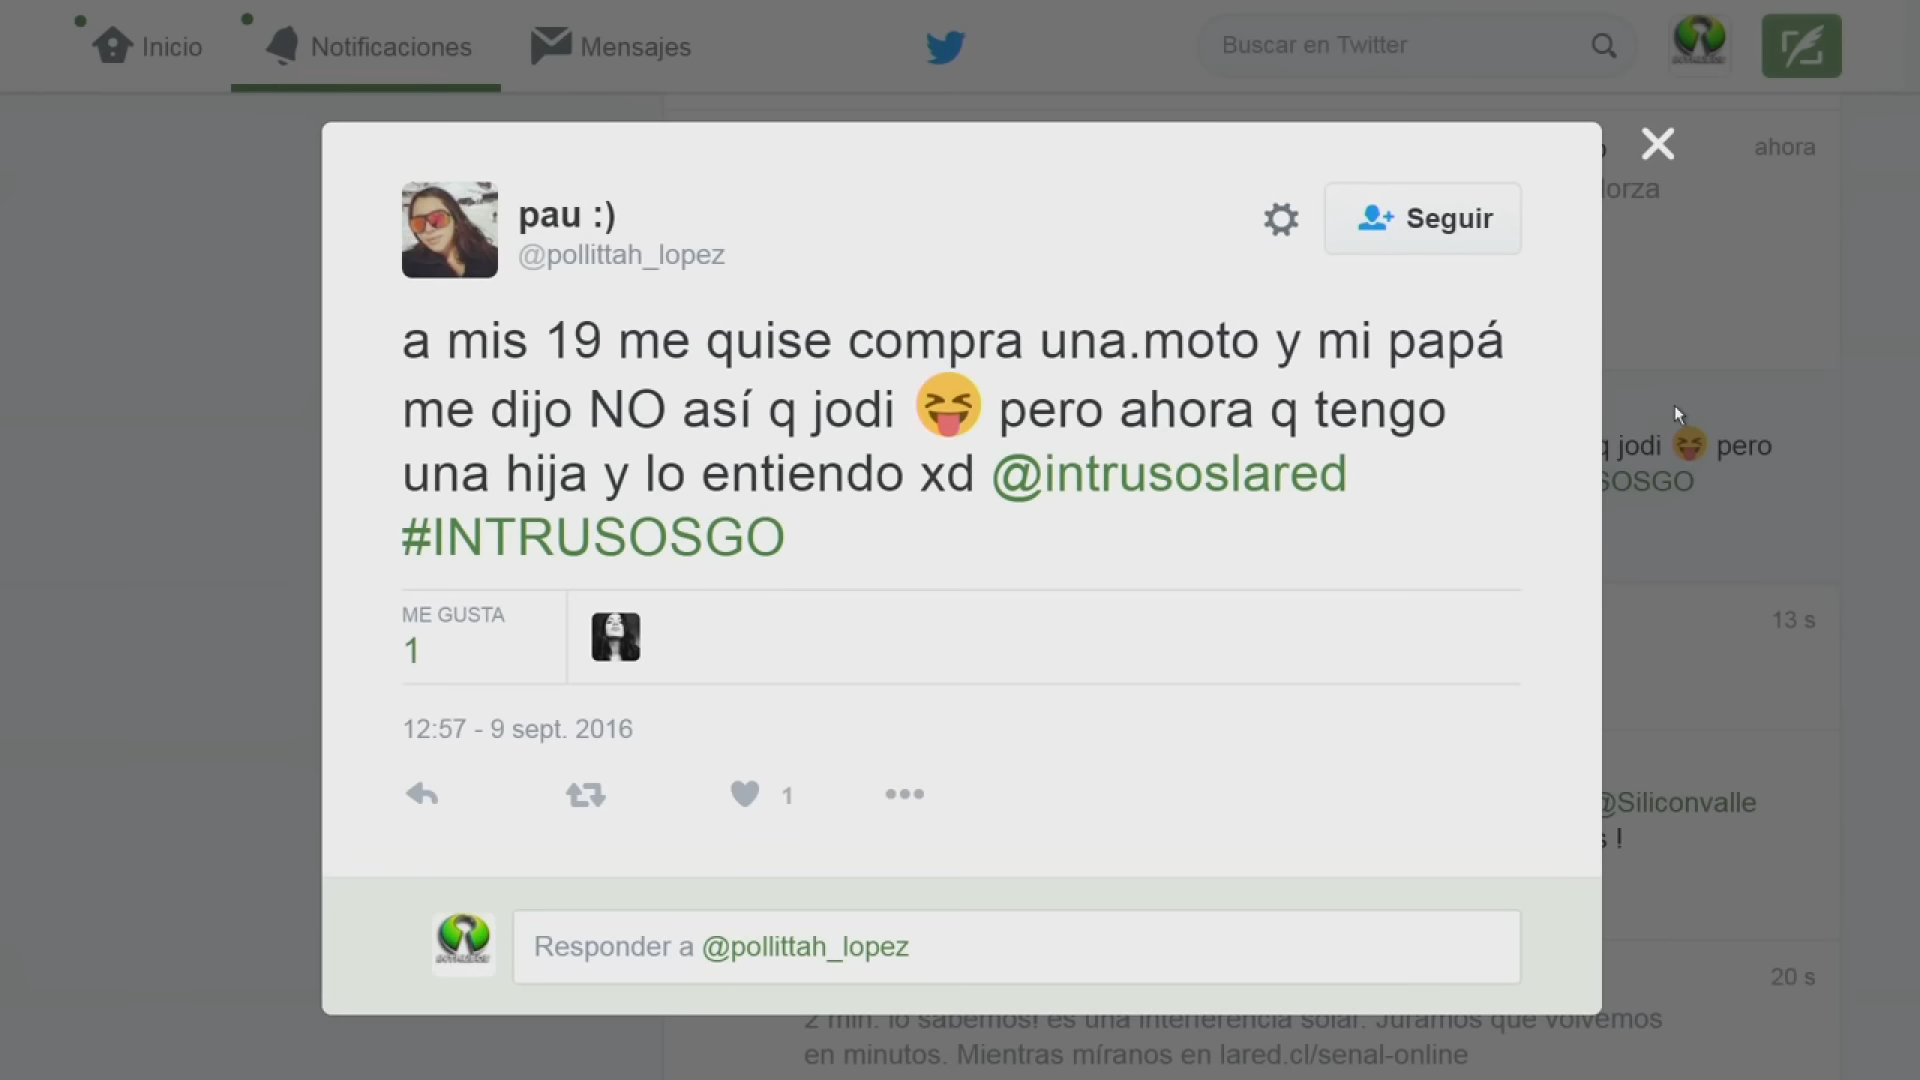 Inicio
Notificaciones
Mensajes
Buscar en Twitter
ahora
lorza
pau :)
@pollittah_lopez
Seguir
a mis 19 me quise compra una.moto y mi papá
me dijo NO así q jodi 😝 pero ahora q tengo
una hija y lo entiendo xd @intrusoslared
#INTRUSOSGO
q jodi 😝 pero
SOSGO
ME GUSTA
1
13 s
12:57 - 9 sept. 2016
1
@Siliconvalle
s !
Responder a @pollittah_lopez
20 s
2 min. lo sabemos! es una interferencia solar. Juramos que volvemos
en minutos. Mientras míranos en lared.cl/senal-online